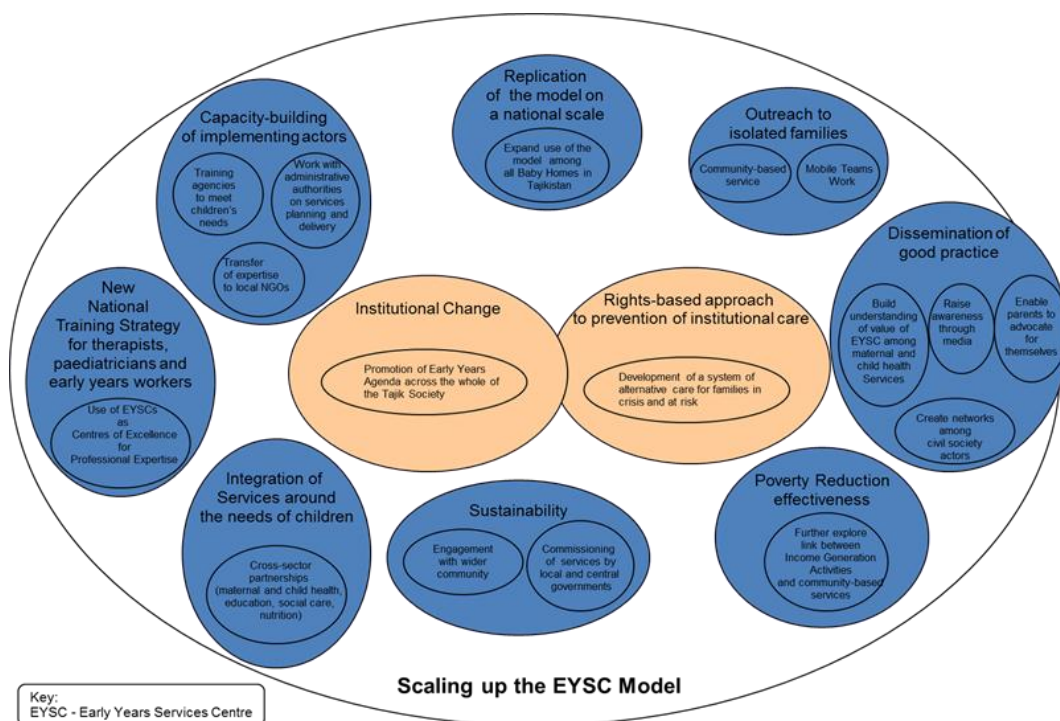 Replication
of the model on
a national scale
Expand use of the
model among
all Baby Homes in
Tajikistan
Capacity-building
of implementing actors
Training
agencies
to meet
children's
needs
Work with
administrative
authorities
on services
planning and
delivery
Transfer
of expertise
to local NGOs
Outreach to
isolated families
Community-based
service
Mobile Teams
Work
Dissemination of
good practice
Build
understanding
of value of
EYSC among
maternal and
child health
Services
Raise
awareness
through
media
Enable
parents to
advocate
for
themselves
Create networks
among
civil society
actors
New
National
Training Strategy
for therapists,
paediatricians and
early years workers
Use of EYSCs
as
Centres of Excellence
for
Professional Expertise
Institutional Change
Promotion of Early Years
Agenda across the whole of
the Tajik Society
Rights-based approach
to prevention of institutional care
Development of a system of
alternative care for families in
crisis and at risk
Integration of
Services around
the needs of children
Cross-sector
partnerships
(maternal and child health,
education, social care,
nutrition)
Sustainability
Engagement
with wider
community
Commissioning
of services by
local and central
governments
Poverty Reduction
effectiveness
Further explore
link between
Income Generation
Activities
and community-based
services
Scaling up the EYSC Model
Key:
EYSC - Early Years Services Centre